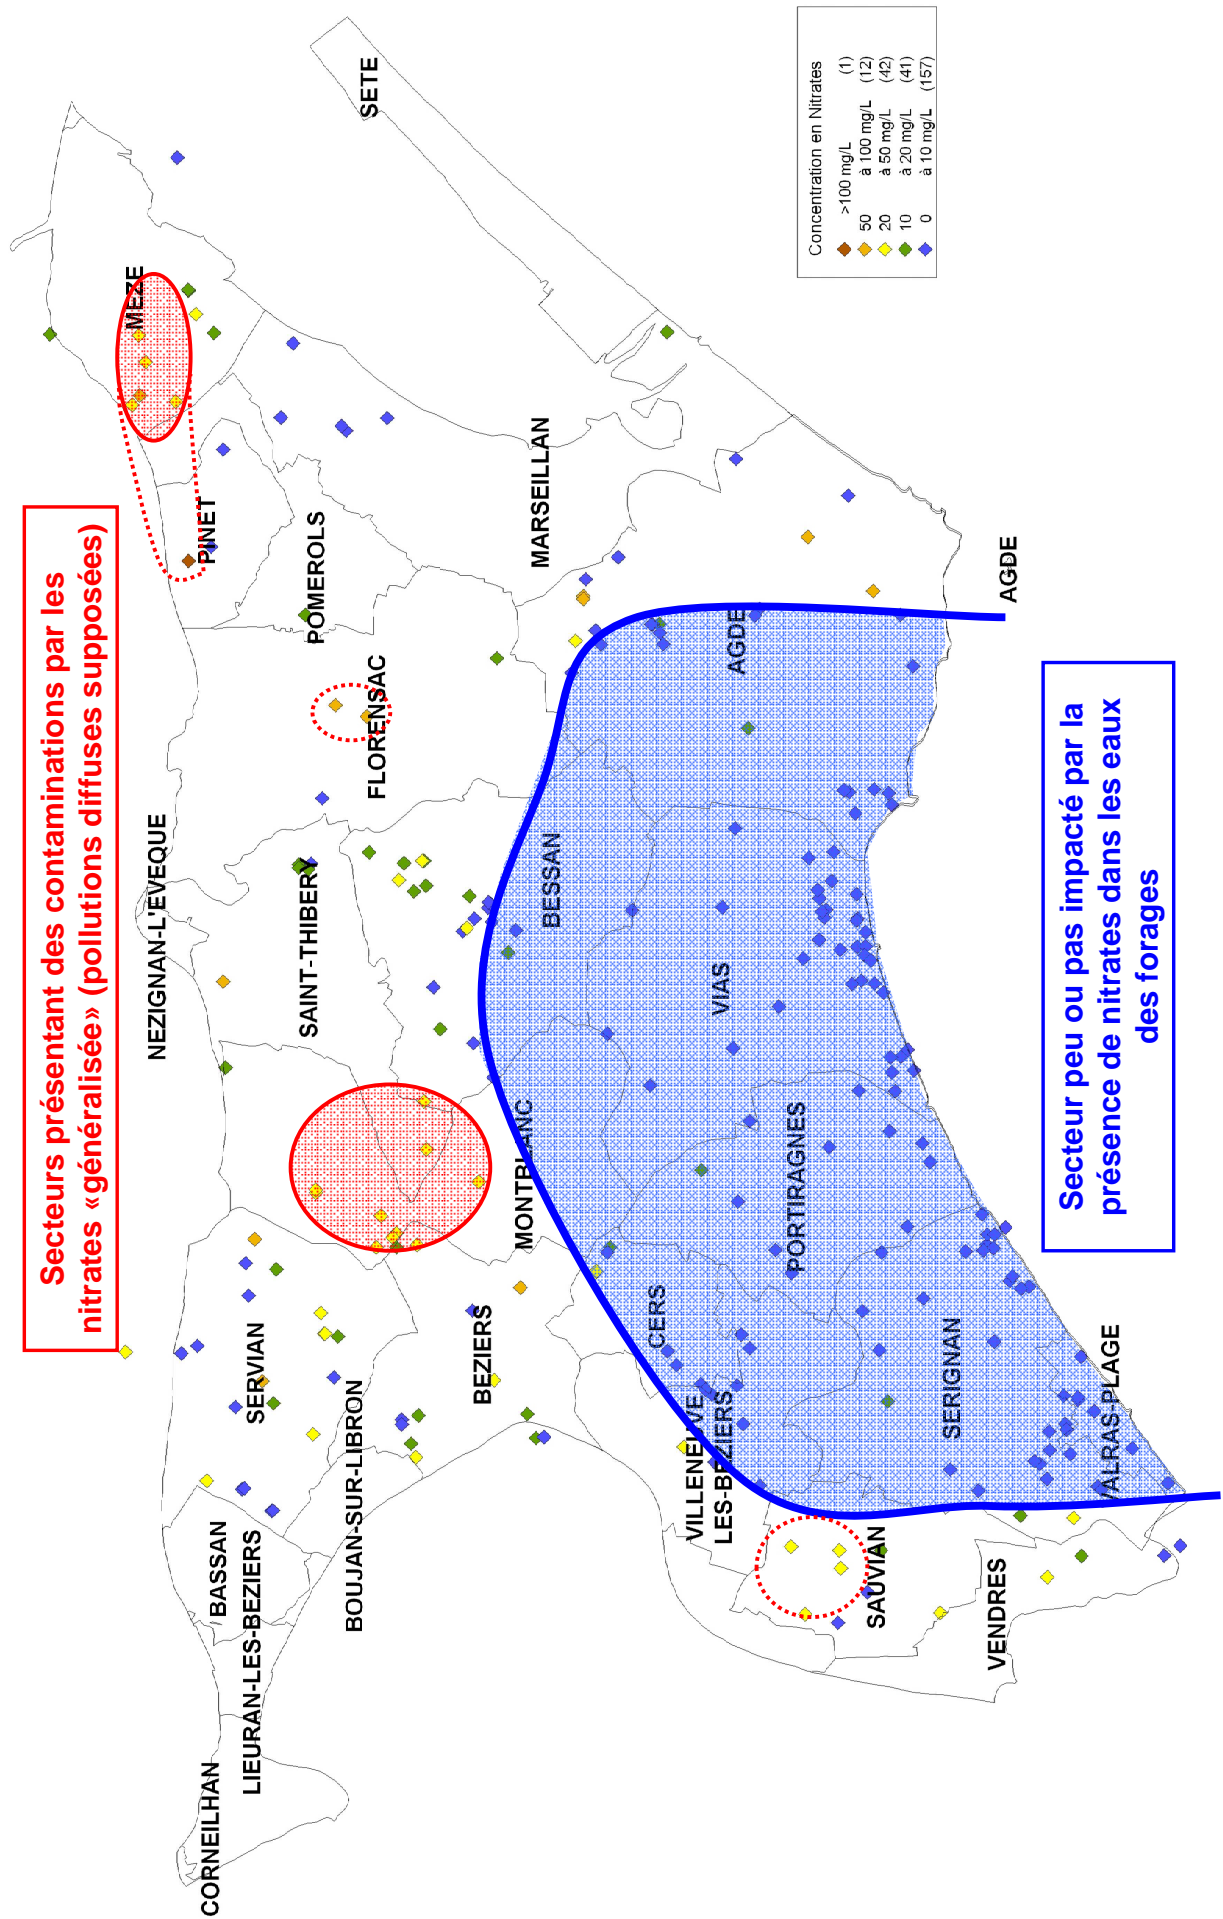 Secteurs présentant des contaminations par les
nitrates «généralisée» (pollutions diffuses supposées)
CORNEILHAN
LIEURAN-LES-BEZIERS
BASSAN
BOUJAN-SUR-LIBRON
SERVIAN
BEZIERS
NEZIGNAN-L'EVEQUE
SAINT-THIBERY
MONTBLANC
FLORENSAC
POMEROLS
PINET
MEZE
SETE
MARSEILLAN
BESSAN
AGDE
AGDE
VIAS
PORTIRAGNES
CERS
VILLENEUVE
LES-BEZIERS
SERIGNAN
SAUVIAN
VENDRES
VALRAS-PLAGE
Concentration en Nitrates
>100 mg/L (1)
50 à 100 mg/L (12)
20 à 50 mg/L (42)
10 à 20 mg/L (41)
0 à 10 mg/L (157)
Secteur peu ou pas impacté par la
présence de nitrates dans les eaux
des forages